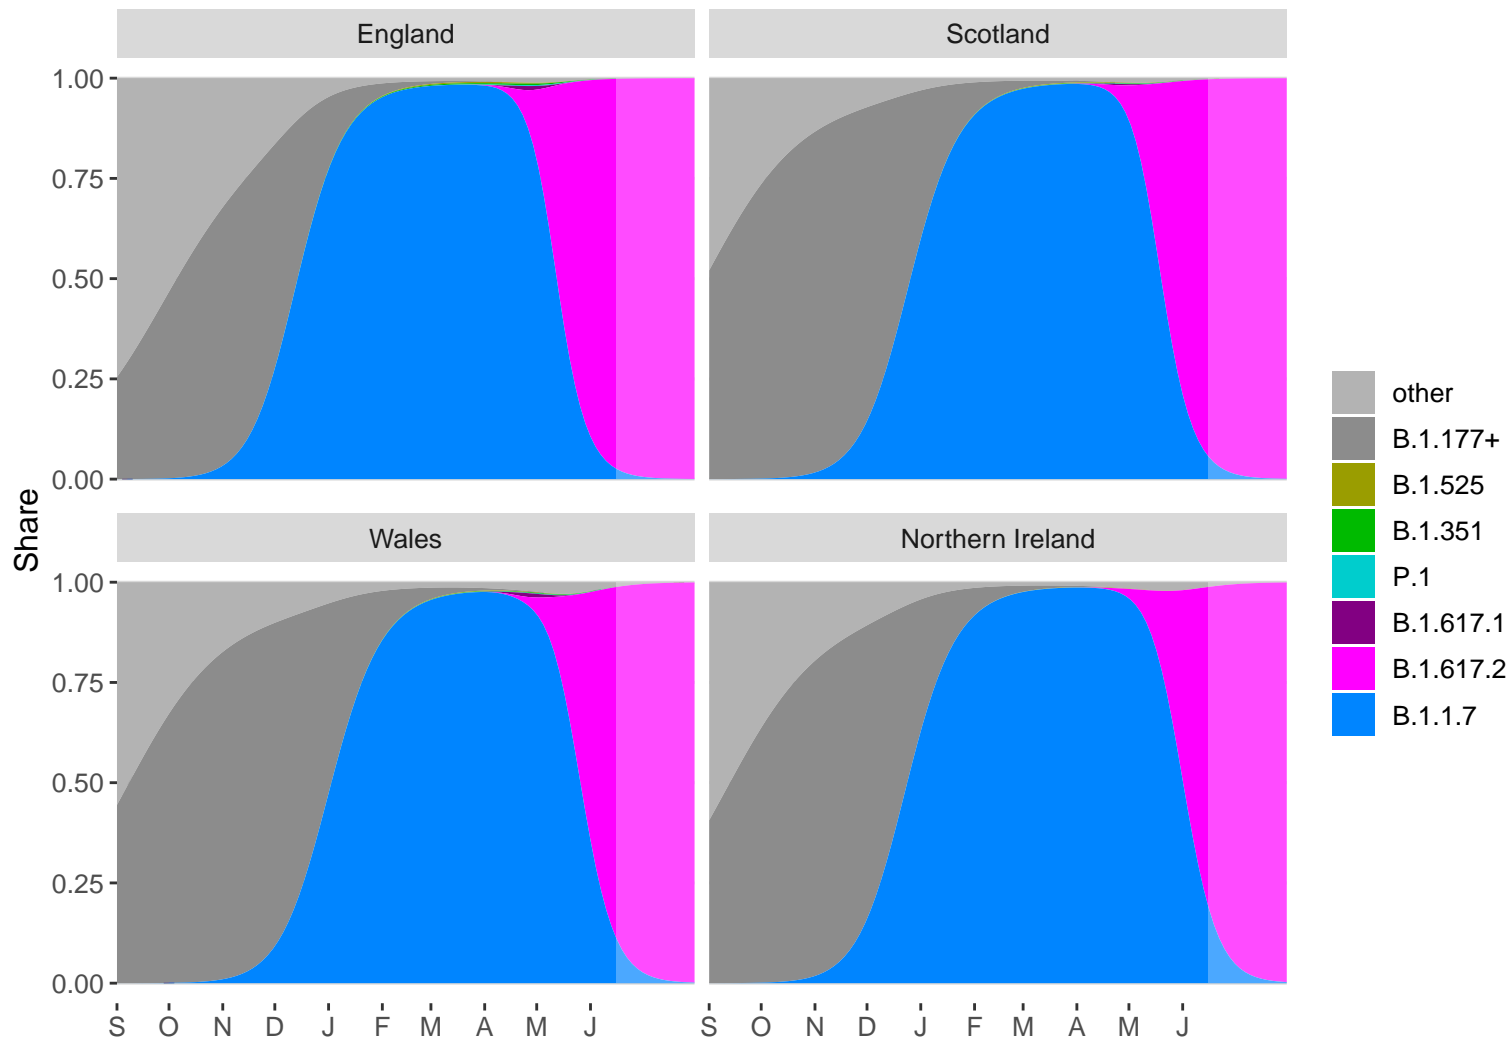 England
Scotland
1.00
0.75
0.50
0.25
0.00
Share
Wales
Northern Ireland
1.00
0.75
0.50
0.25
0.00
S O N D J F M A M J
S O N D J F M A M J
other
B.1.177+
B.1.525
B.1.351
P.1
B.1.617.1
B.1.617.2
B.1.1.7